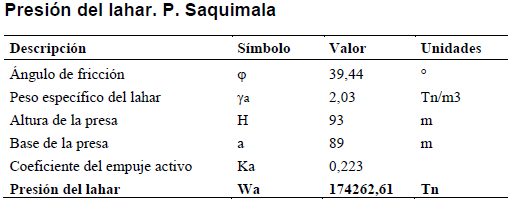 Presión del lahar. P. Saquimala
Descripción Símbolo Valor Unidades
Ángulo de fricción φ 39,44 °
Peso específico del lahar γa 2,03 Tn/m3
Altura de la presa H 93 m
Base de la presa a 89 m
Coeficiente del empuje activo Ka 0,223
Presión del lahar Wa 174262,61 Tn